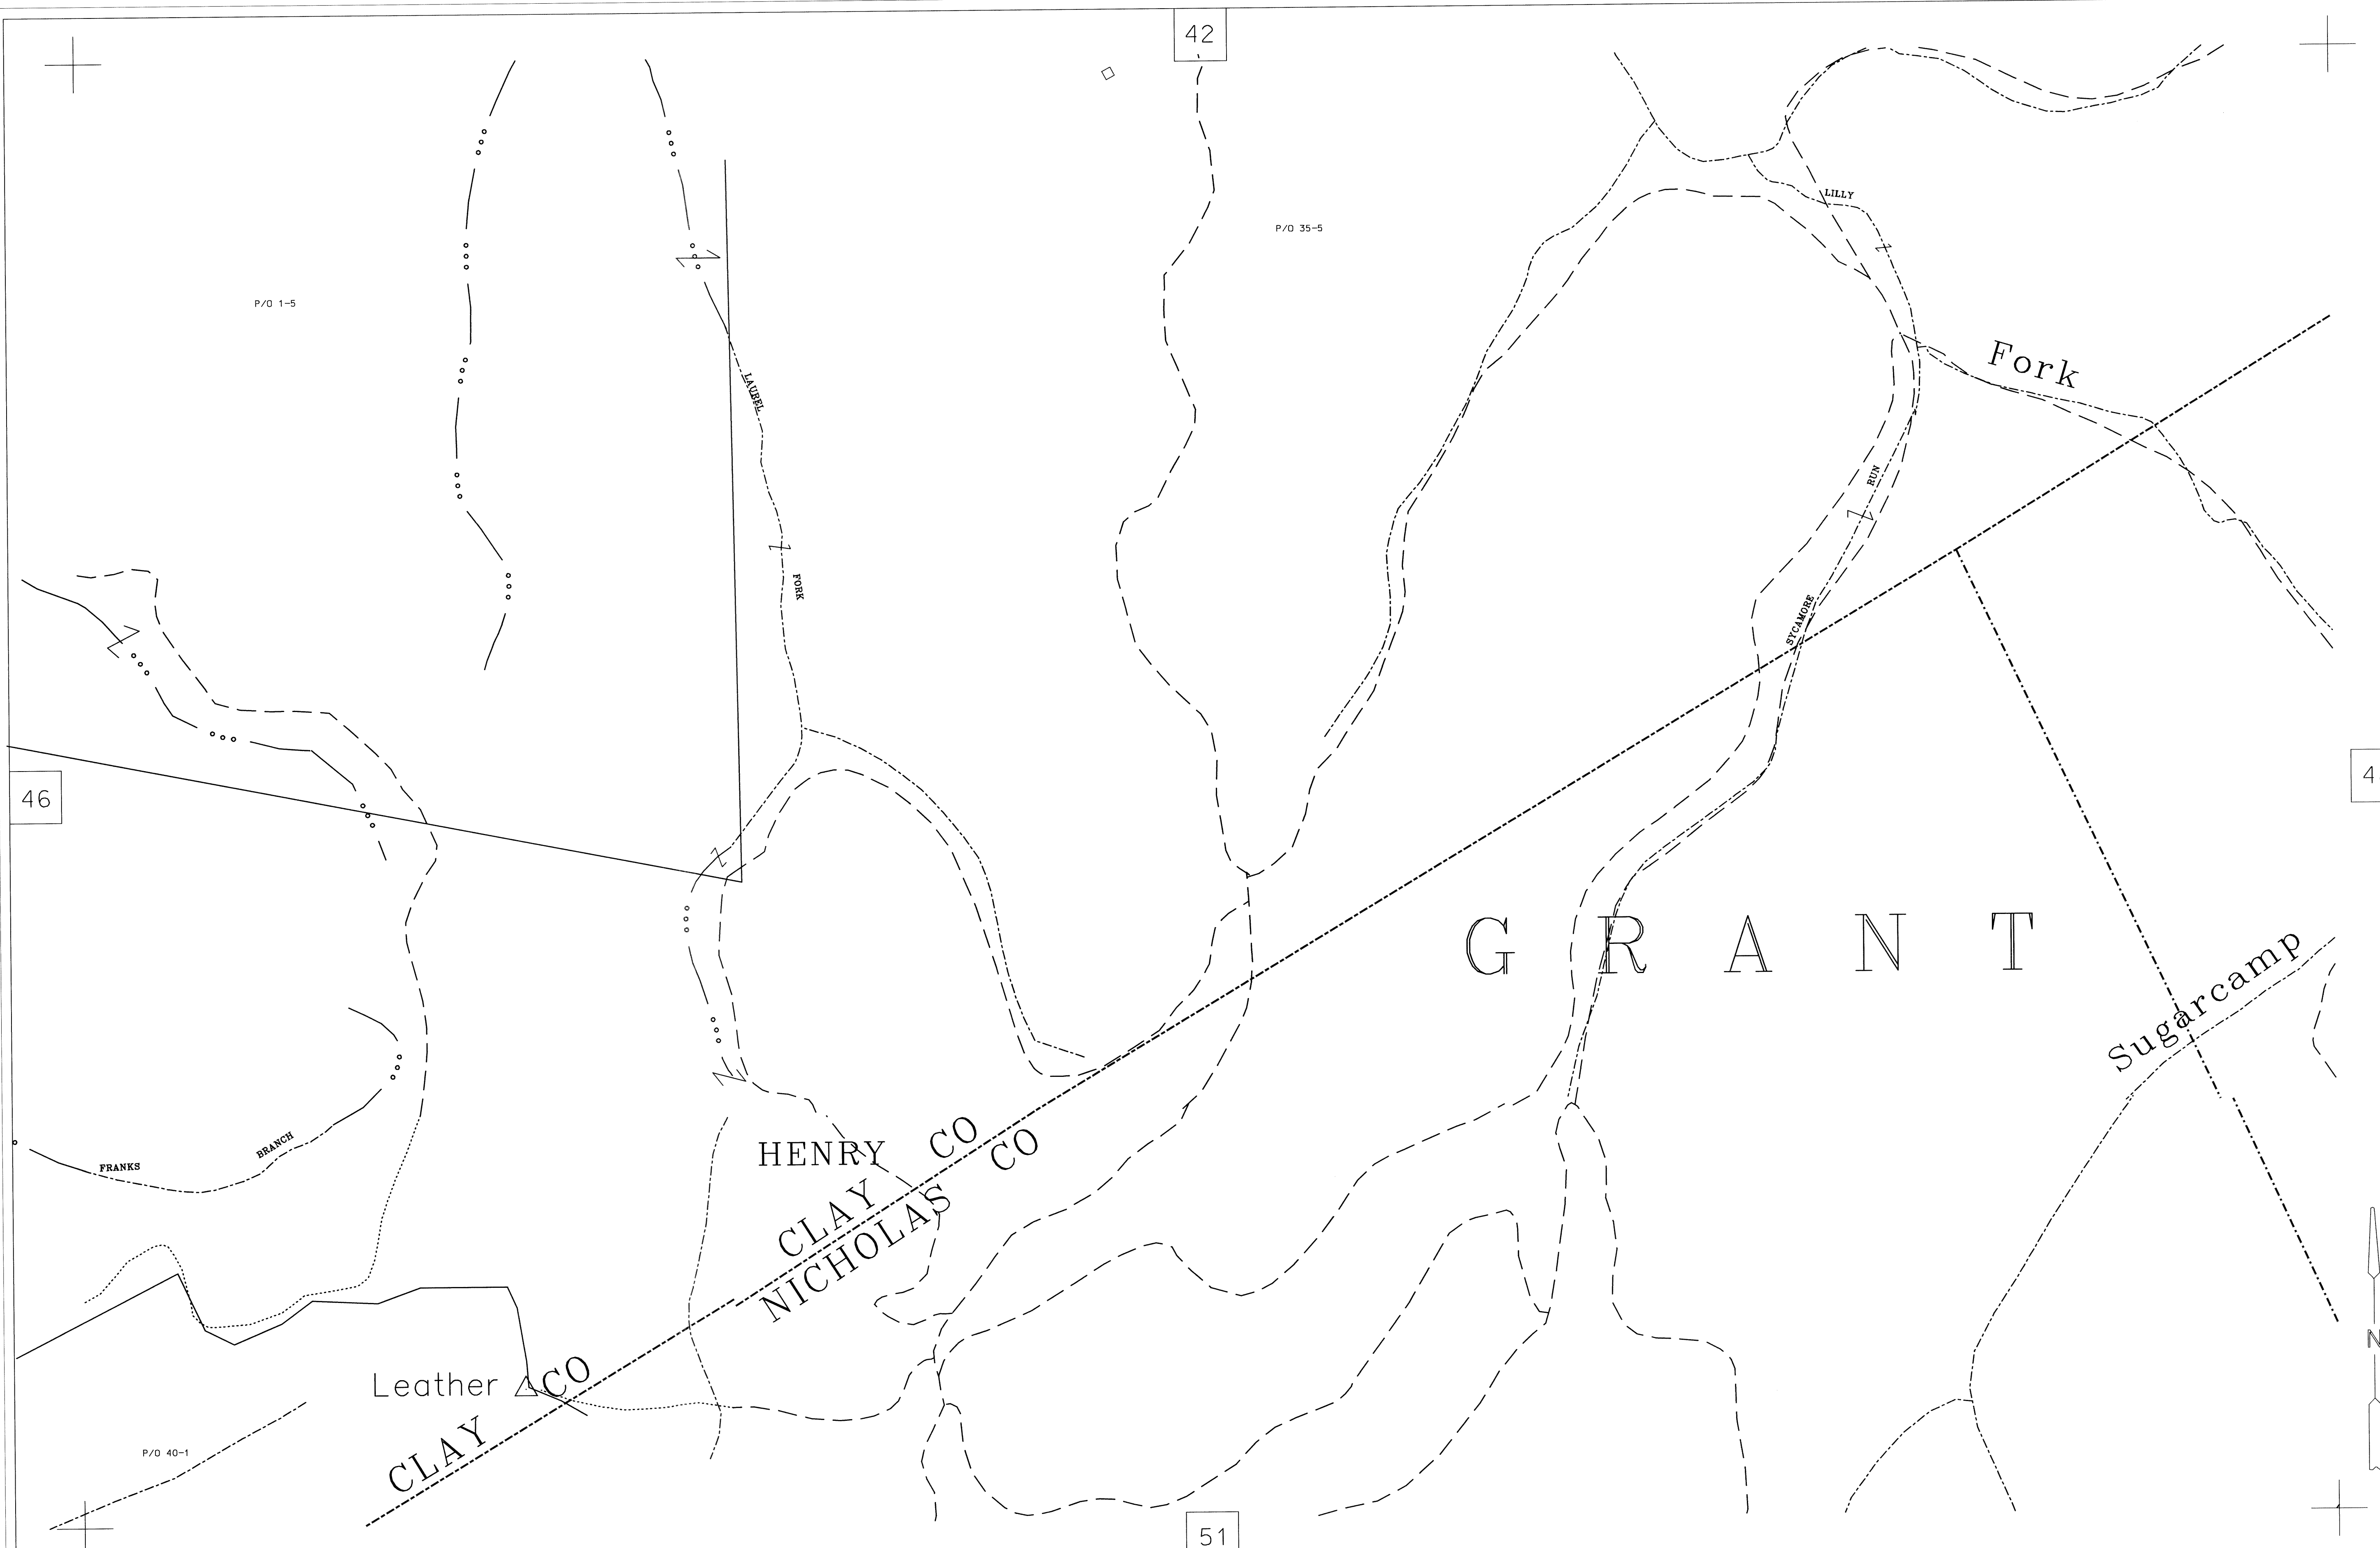 42
LILLY
P/O 35-5
P/O 1-5
Fork
LAUREL
RUN
FORK
SYCAMORE
46
4
GRANT
Sugarcamp
HENRY
CLAY CO
NICHOLAS CO
BRANCH
FRANKS
N
Leather
CLAY CO
P/O 40-1
51